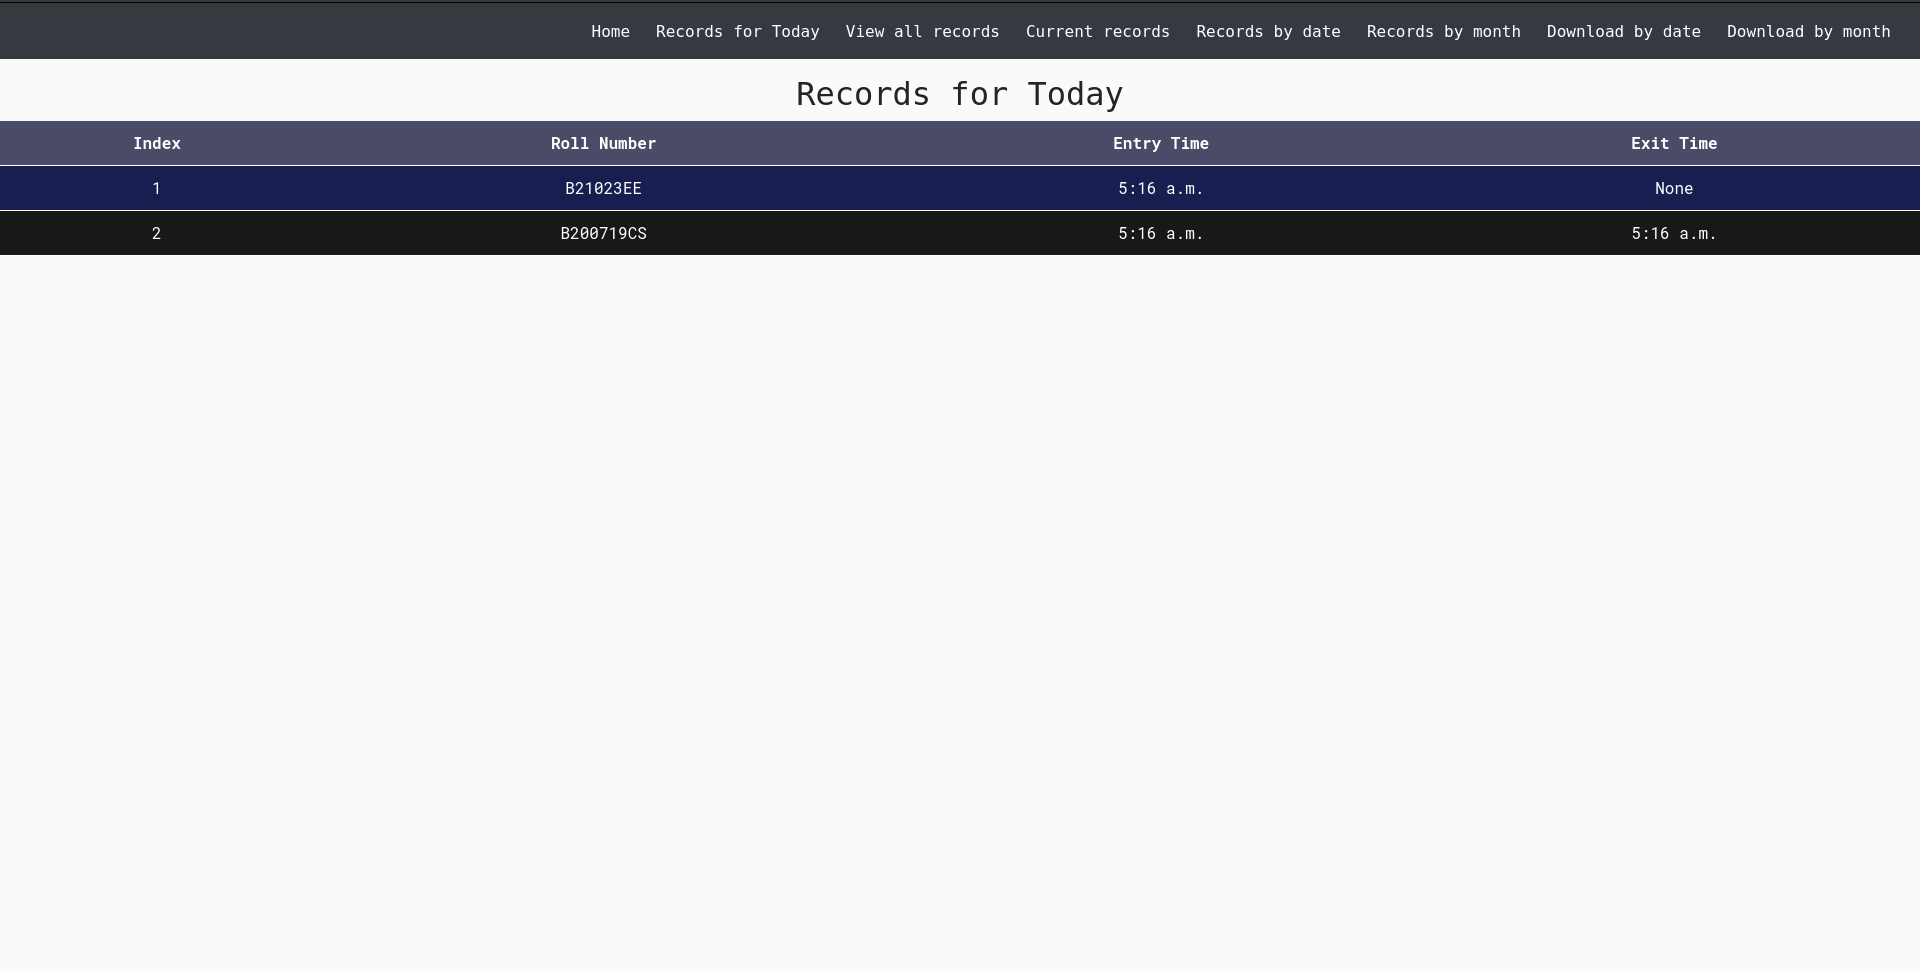 Home Records for Today View all records Current records Records by date Records by month Download by date Download by month
Records for Today
Index Roll Number Entry Time Exit Time
1 B21023EE 5:16 a.m. None
2 B200719CS 5:16 a.m. 5:16 a.m.